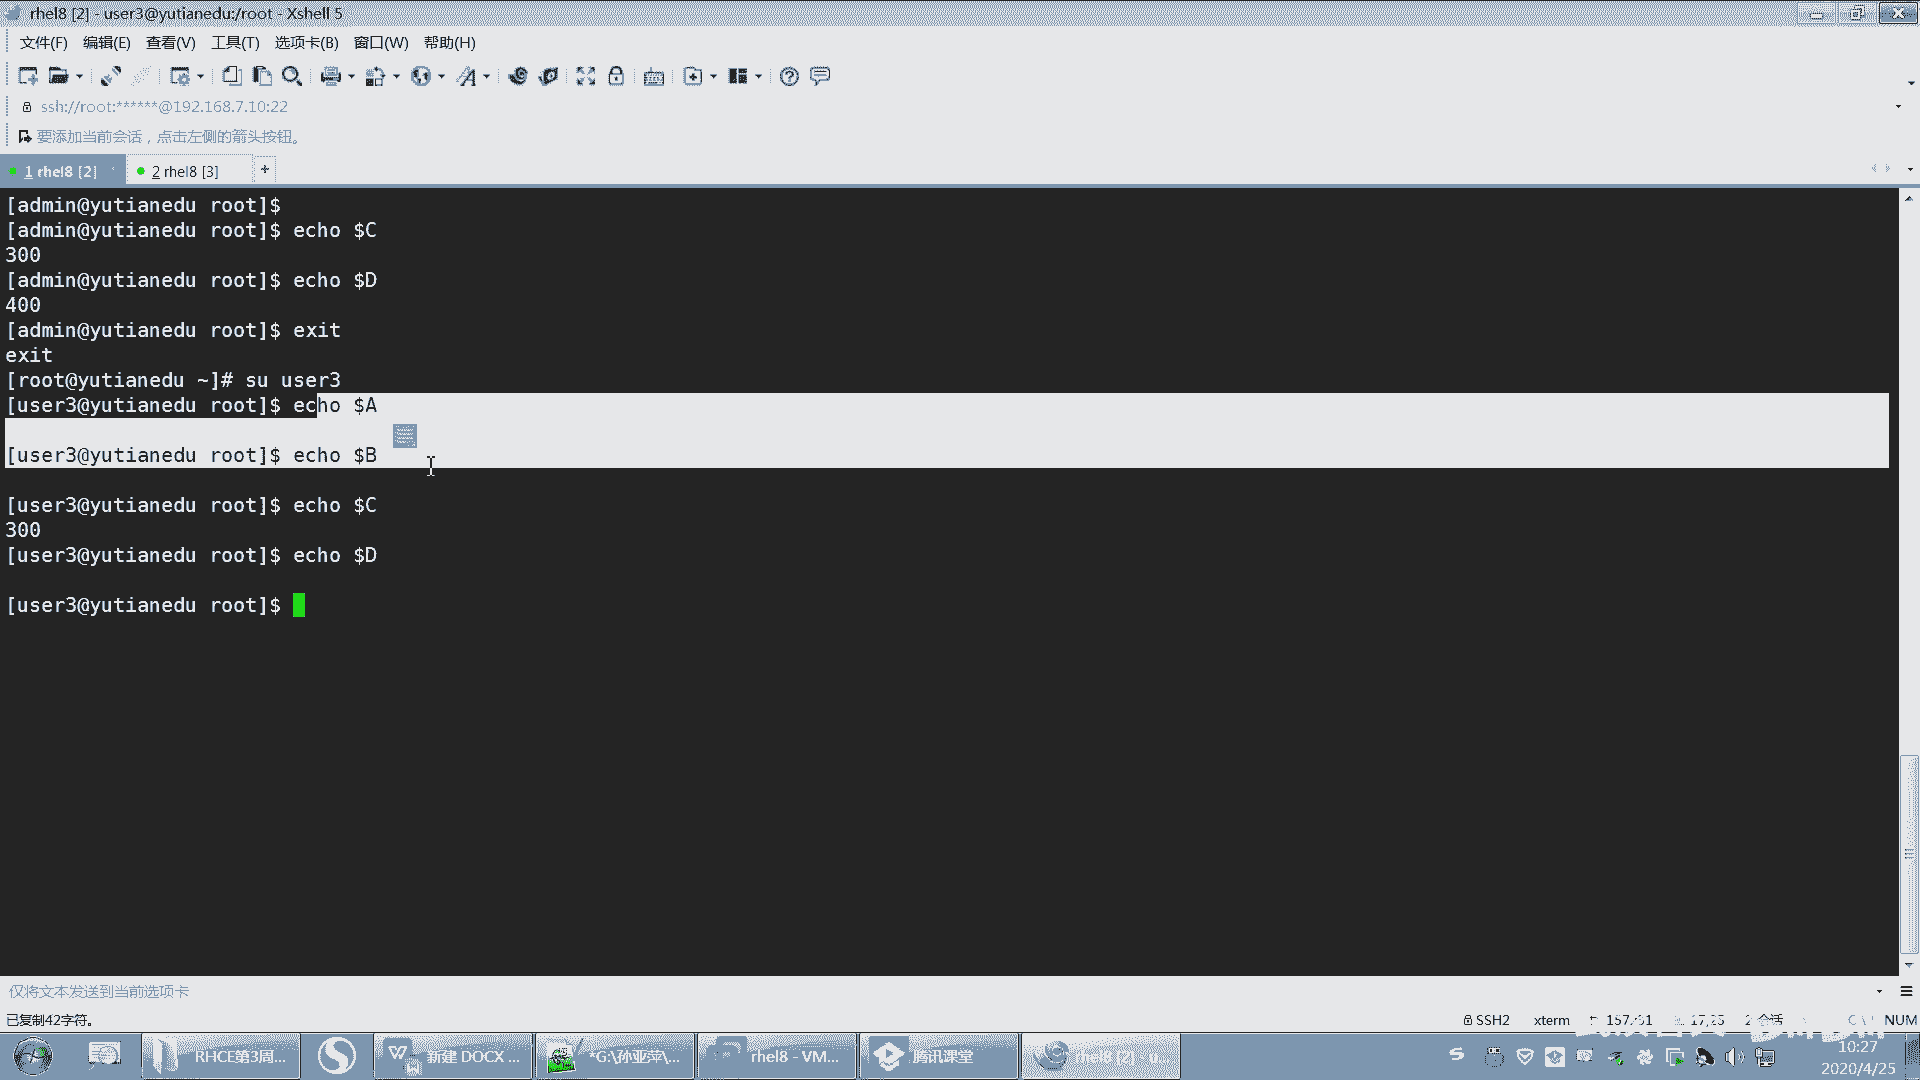 rhel8 [2] - user3@yutianedu:/root - Xshell 5
文件(F) 编辑(E) 查看(V) 工具(T) 选项卡(B) 窗口(W) 帮助(H)
ssh://root:******@192.168.7.10:22
要添加当前会话，点击左侧的箭头按钮。
1 rhel8 [2] 2 rhel8 [3] +
[admin@yutianedu root]$
[admin@yutianedu root]$ echo $C
300
[admin@yutianedu root]$ echo $D
400
[admin@yutianedu root]$ exit
exit
[root@yutianedu ~]# su user3
[user3@yutianedu root]$ echo $A
[user3@yutianedu root]$ echo $B
[user3@yutianedu root]$ echo $C
300
[user3@yutianedu root]$ echo $D
[user3@yutianedu root]$
仅将文本发送到当前选项卡
已复制42字符。 SSH2 xterm NUM
RHCE第3周... 新建 DOCX ... *G:\孙亚萍\... rhel8 - VM... 腾讯课堂 rhel8 [2] - u...
10:27
2020/4/25